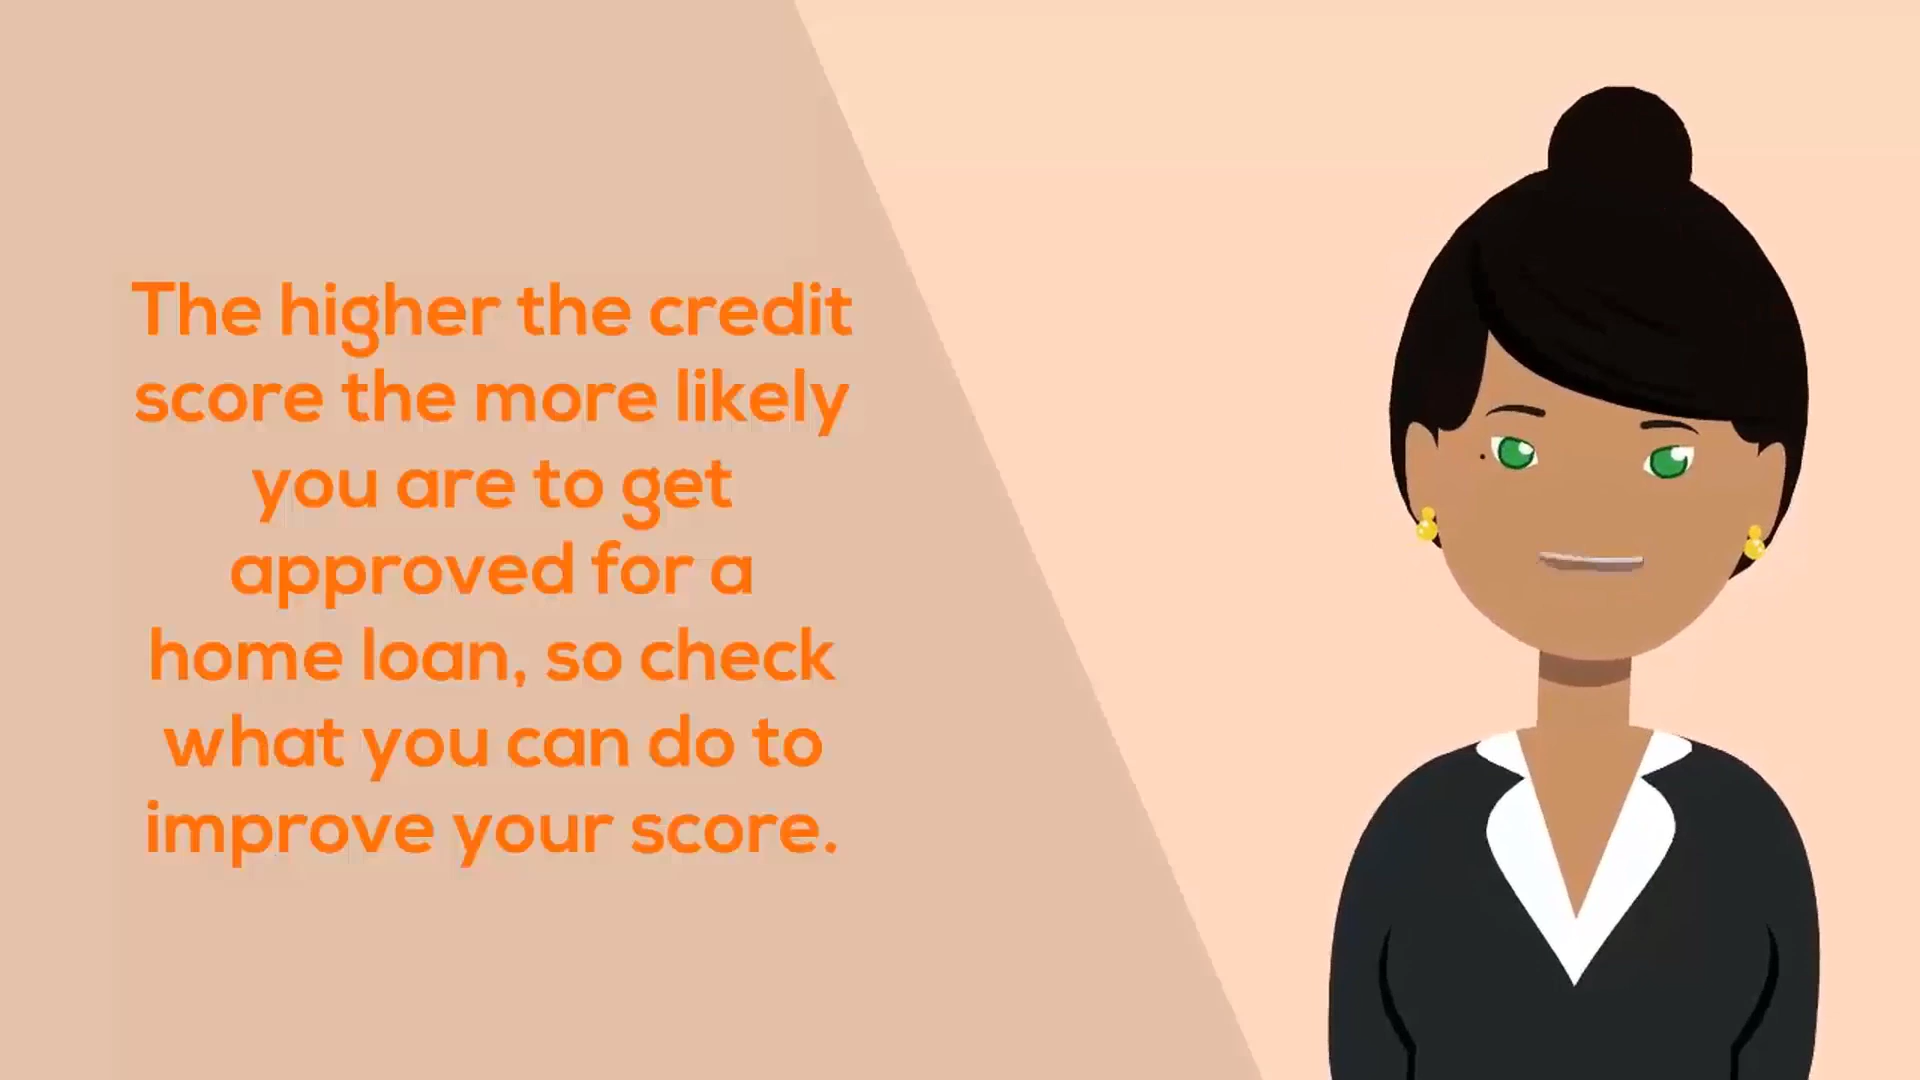 The higher the credit
score the more likely
you are to get
approved for a
home loan, so check
what you can do to
improve your score.